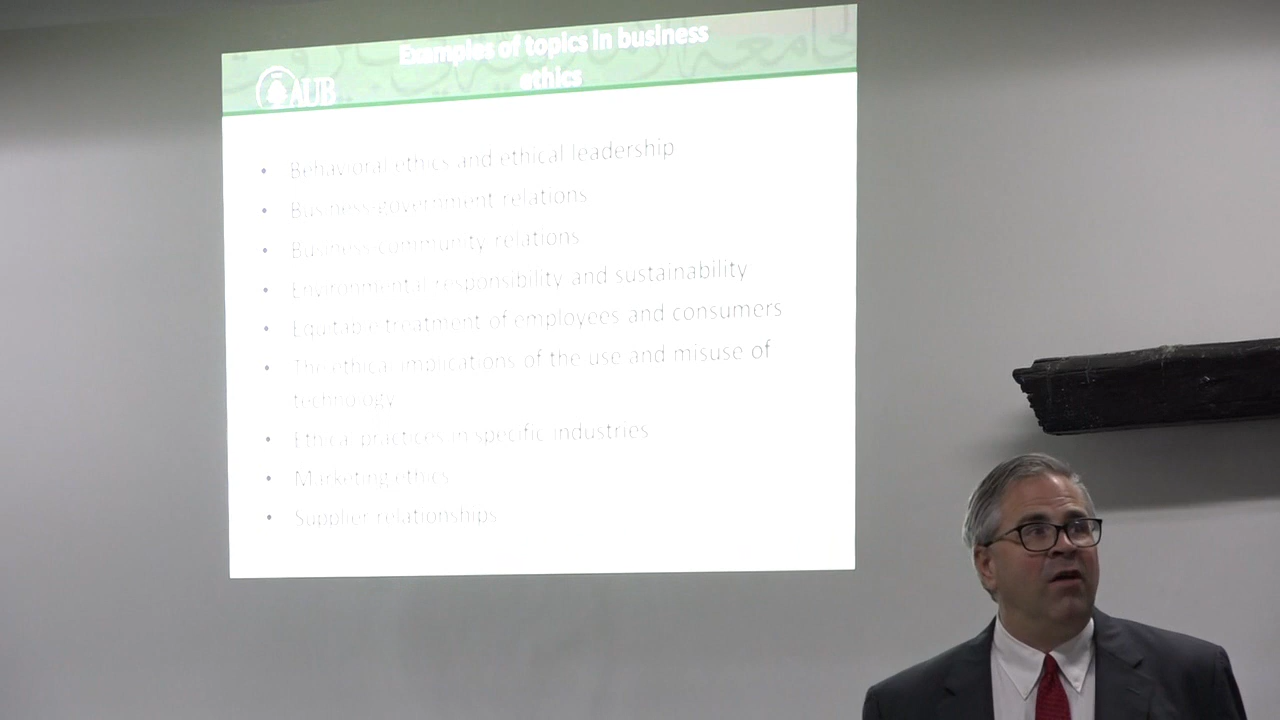 Examples of topics in business
ethics
AUB
• Behavioral ethics and ethical leadership
• Business-government relations
• Business-community relations
• Environmental responsibility and sustainability
• Equitable treatment of employees and consumers
• The ethical implications of the use and misuse of
technology
• Ethical practices in specific industries
• Marketing ethics
• Supplier relationships